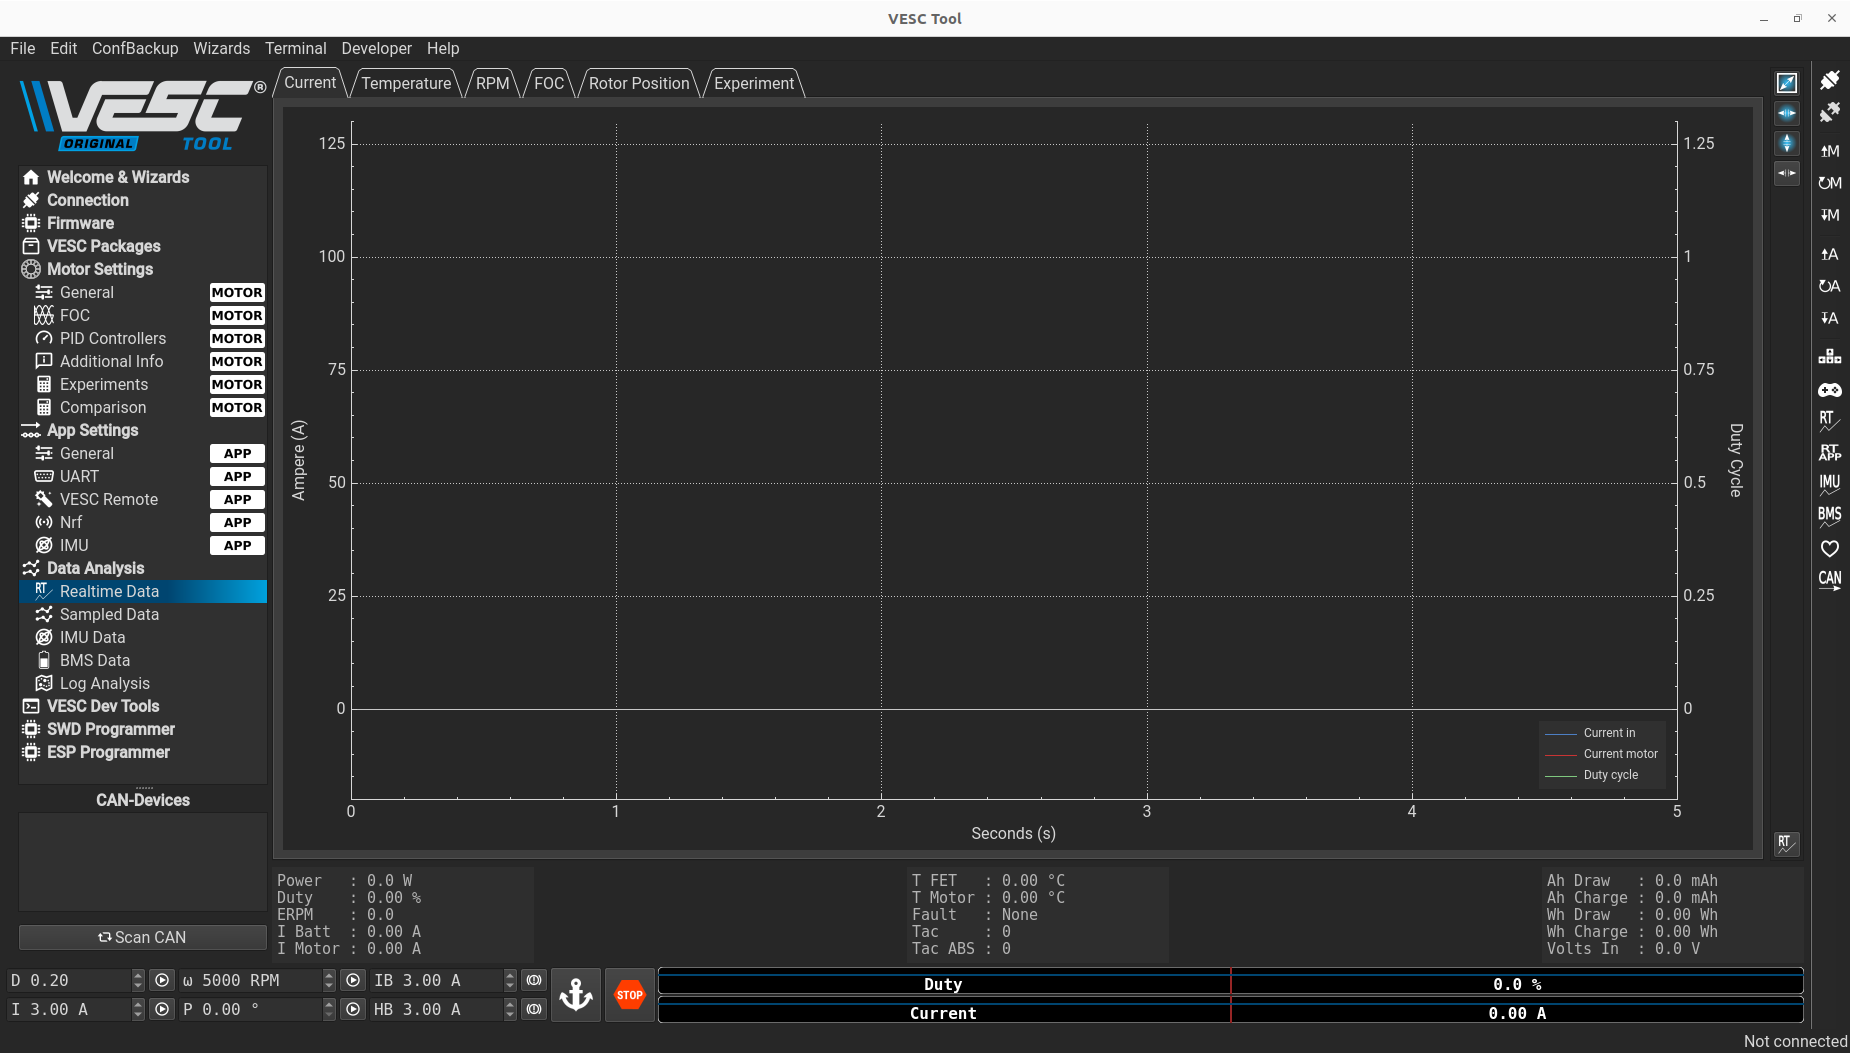 VESC Tool
File Edit ConfBackup Wizards Terminal Developer Help
VESC®
ORIGINAL TOOL
Welcome & Wizards
Connection
Firmware
VESC Packages
Motor Settings
General MOTOR
FOC MOTOR
PID Controllers MOTOR
Additional Info MOTOR
Experiments MOTOR
Comparison MOTOR
App Settings
General APP
UART APP
VESC Remote APP
Nrf APP
IMU APP
Data Analysis
RT Realtime Data
Sampled Data
IMU Data
BMS Data
Log Analysis
VESC Dev Tools
SWD Programmer
ESP Programmer
CAN-Devices
Scan CAN
Current Temperature RPM FOC Rotor Position Experiment
125
100
75
50
25
0
Ampere (A)
1.25
1
0.75
0.5
0.25
0
Duty Cycle
Current in
Current motor
Duty cycle
0 1 2 3 4 5
Seconds (s)
RT
M
M
M
A
A
A
RT
RT
APP
IMU
BMS
CAN
Power : 0.0 W
Duty : 0.00 %
ERPM : 0.0
I Batt : 0.00 A
I Motor : 0.00 A
T FET : 0.00 °C
T Motor : 0.00 °C
Fault : None
Tac : 0
Tac ABS : 0
Ah Draw : 0.0 mAh
Ah Charge : 0.0 mAh
Wh Draw : 0.00 Wh
Wh Charge : 0.00 Wh
Volts In : 0.0 V
D 0.20 ω 5000 RPM IB 3.00 A
I 3.00 A P 0.00 ° HB 3.00 A
STOP
Duty 0.0 %
Current 0.00 A
Not connected